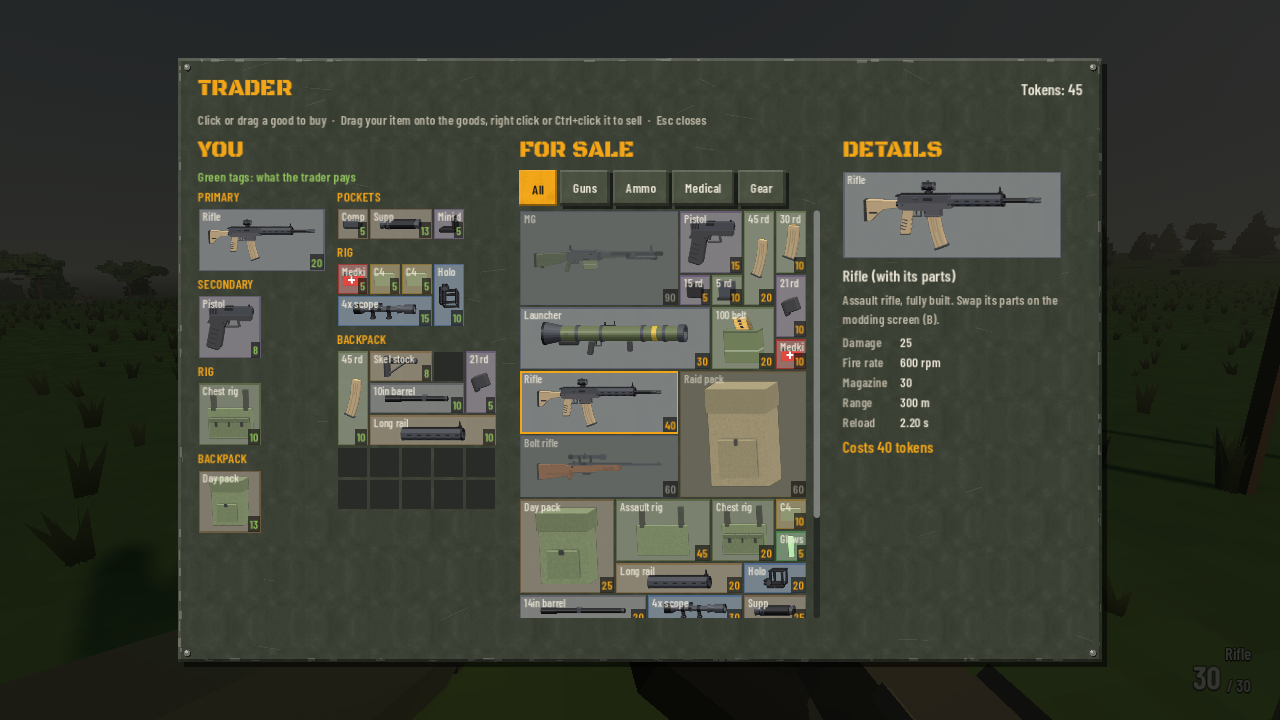 TRADER
Tokens: 45
Click or drag a good to buy · Drag your item onto the goods, right click or Ctrl+click it to sell · Esc closes
YOU
Green tags: what the trader pays
PRIMARY
Rifle
20
SECONDARY
Pistol
8
RIG
Chest rig
10
BACKPACK
Day pack
13
POCKETS
Comp
5
Supp
13
5
RIG
Medki
5
C4
5
C4
5
Holo
10
4x scope
15
BACKPACK
45 rd
10
Skel stock
8
21 rd
5
10in barrel
10
Long rail
10
FOR SALE
All
Guns
Ammo
Medical
Gear
MG
90
Pistol
15
45 rd
20
30 rd
10
15 rd
5
5 rd
10
21 rd
10
Launcher
30
100 belt
20
Medki
10
Rifle
40
Raid pack
60
Bolt rifle
60
Day pack
25
Assault rig
45
Chest rig
20
C4
10
5
Long rail
20
Holo
20
14in barrel
20
4x scope
30
Supp
25
DETAILS
Rifle
Rifle (with its parts)
Assault rifle, fully built. Swap its parts on the
modding screen (B).
Damage 25
Fire rate 600 rpm
Magazine 30
Range 300 m
Reload 2.20 s
Costs 40 tokens
Rifle
30 / 30